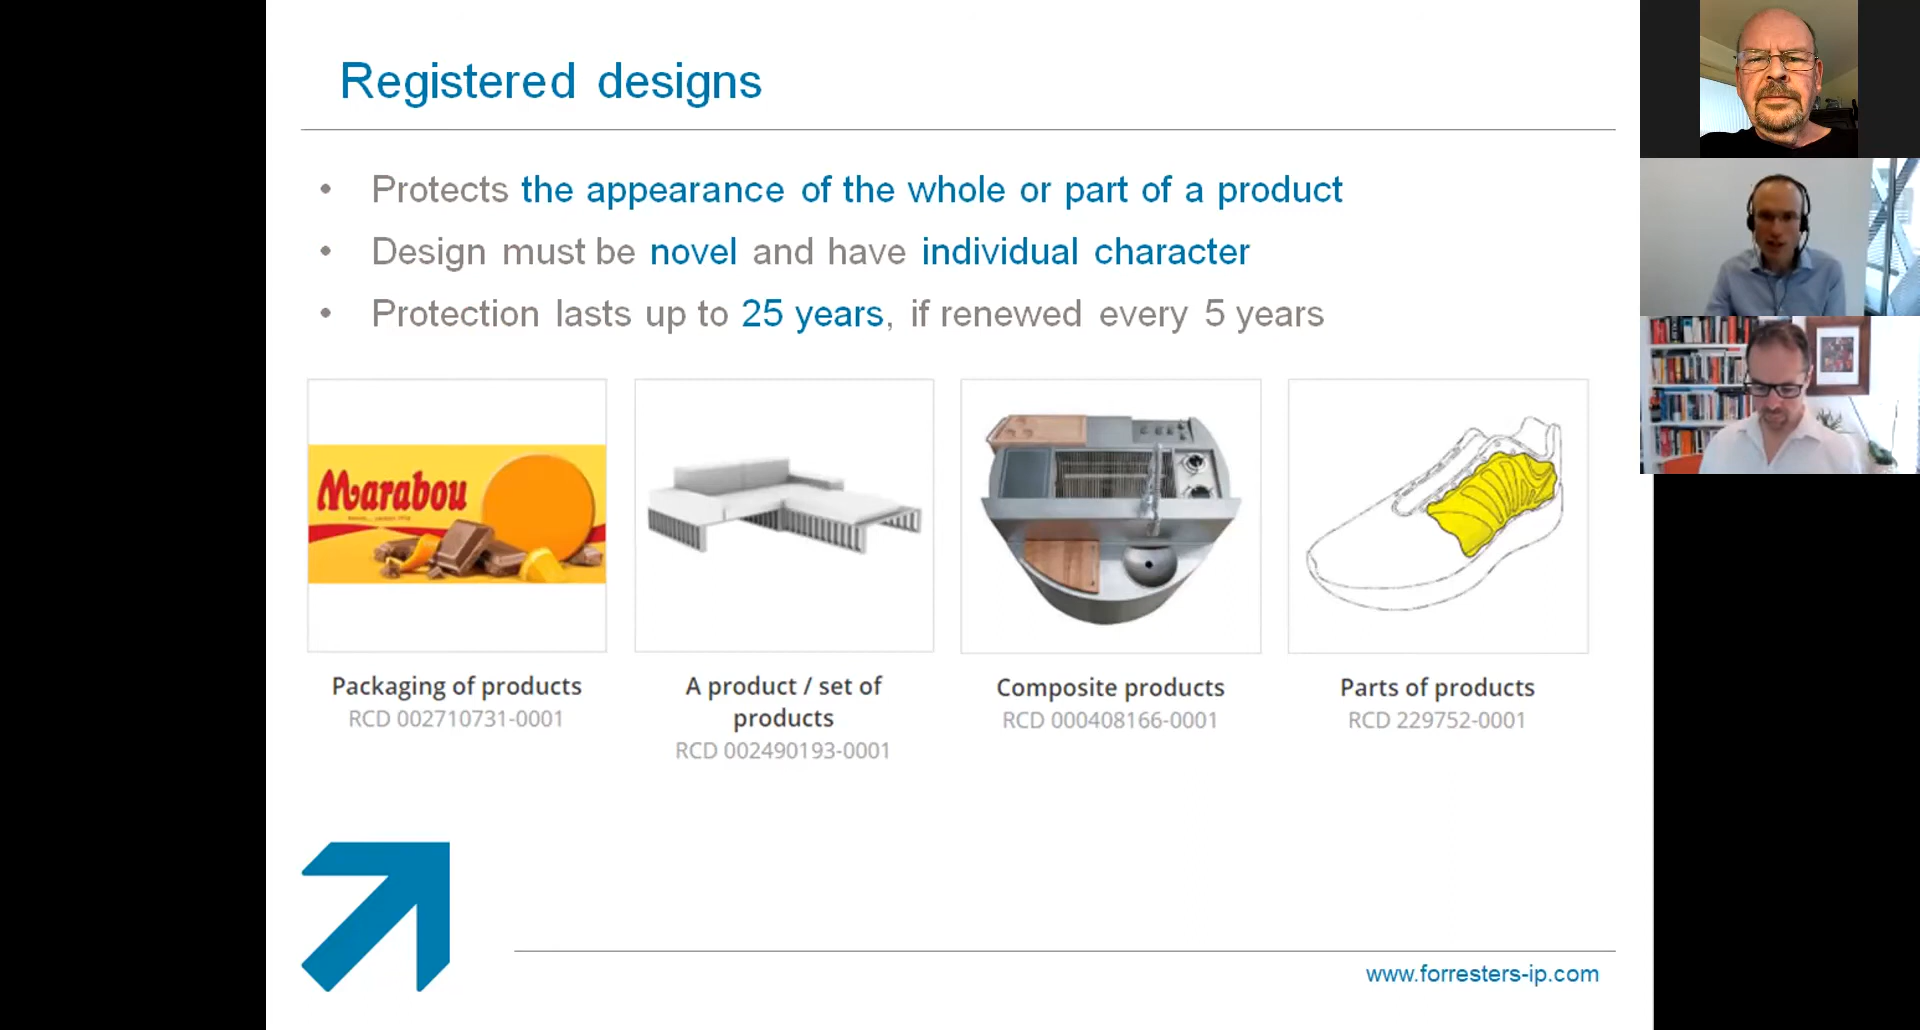 Registered designs
• Protects the appearance of the whole or part of a product
• Design must be novel and have individual character
• Protection lasts up to 25 years, if renewed every 5 years
Marabou
Packaging of products
RCD 002710731-0001
A product / set of
products
RCD 002490193-0001
Composite products
RCD 000408166-0001
Parts of products
RCD 229752-0001
www.forresters-ip.com